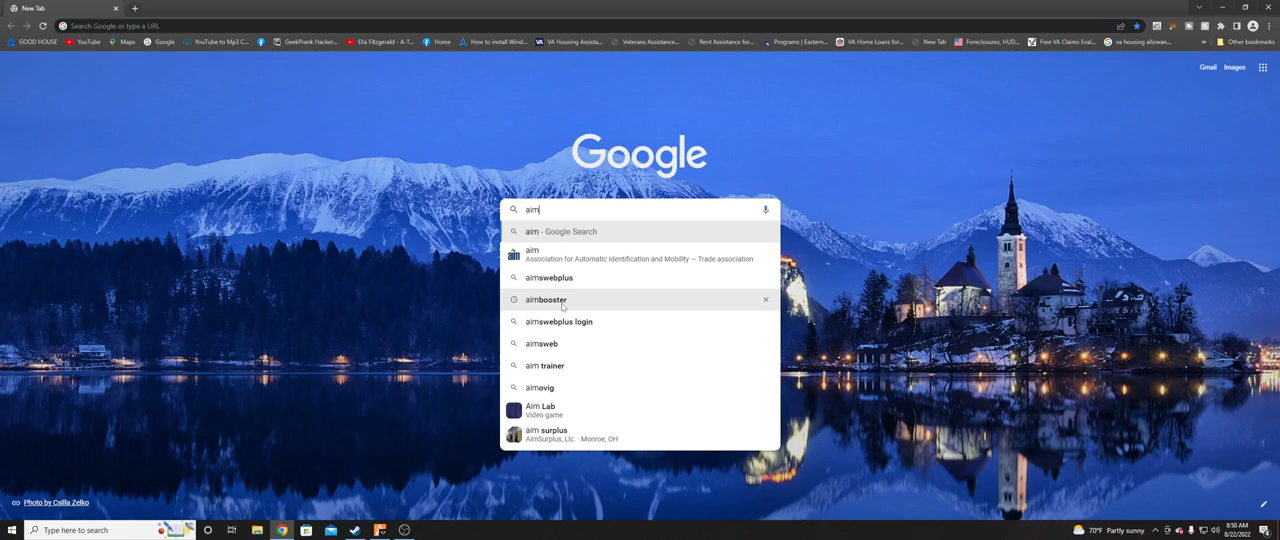 New Tab
Search Google or type a URL
GOOD HOUSE
YouTube
Maps
Google
YouTube to Mp3 C...
GeekPrank Hacker...
Ella Fitzgerald - A-T...
Home
How to install Wind...
VA Housing Assista...
Veterans Assistance...
Rent Assistance for...
Programs | Eastern...
VA Home Loans for...
New Tab
Foreclosures, HUD...
Free VA Claims Eval...
va housing allowan...
Other bookmarks
Gmail
Images
Google
aim
aim - Google Search
aim
Association for Automatic Identification and Mobility — Trade association
aimswebplus
aimbooster
aimswebplus login
aimsweb
aim trainer
aimovig
Aim Lab
Video game
aim surplus
AimSurplus, Llc. · Monroe, OH
Photo by Csilla Zelko
Type here to search
70°F Partly sunny
8:50 AM
8/22/2022